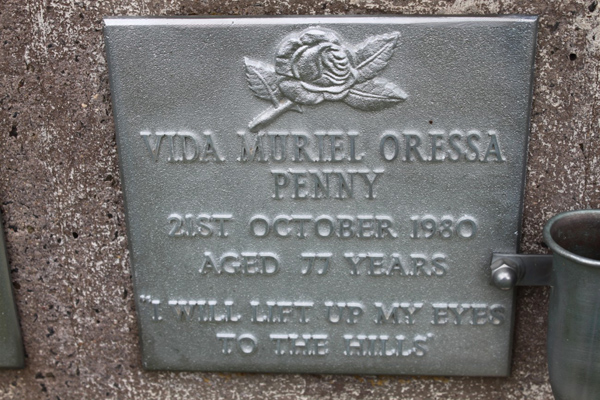 VIDA MURIEL ORESSA
PENNY
21ST OCTOBER 1980
AGED 77 YEARS
"I WILL LIFT UP MY EYES
TO THE HILLS"